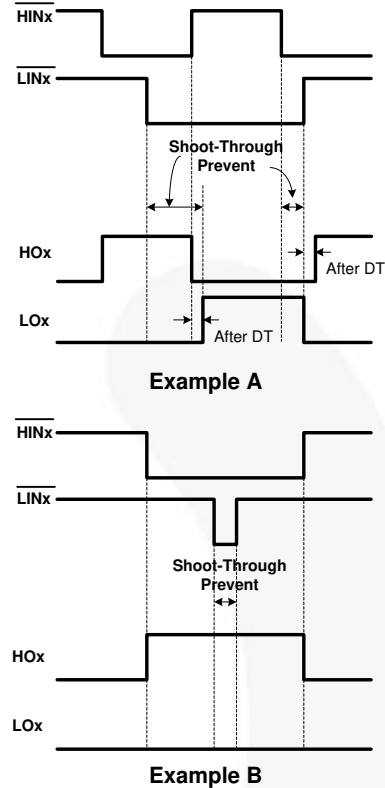 HINx
LINx
Shoot-Through
Prevent
HOx
After DT
LOx
After DT
Example A
HINx
LINx
Shoot-Through
Prevent
HOx
LOx
Example B